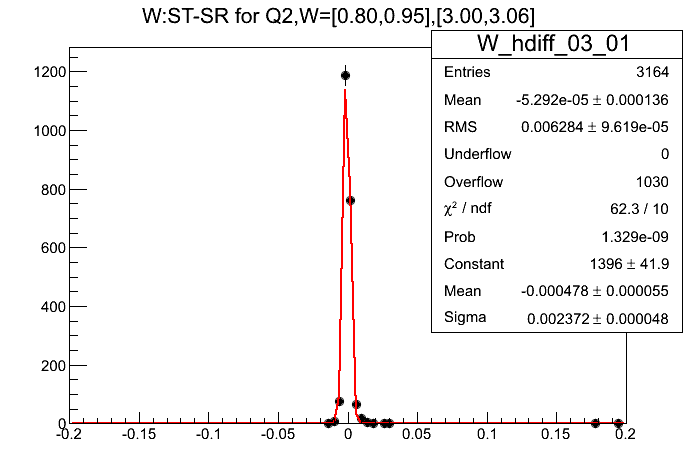 W:ST-SR for Q2,W=[0.80,0.95],[3.00,3.06]
W_hdiff_03_01
Entries 3164
Mean -5.292e-05 ± 0.000136
RMS 0.006284 ± 9.619e-05
Underflow 0
Overflow 1030
χ² / ndf 62.3 / 10
Prob 1.329e-09
Constant 1396 ± 41.9
Mean -0.000478 ± 0.000055
Sigma 0.002372 ± 0.000048
1200
1000
800
600
400
200
0
-0.2 -0.15 -0.1 -0.05 0 0.05 0.1 0.15 0.2